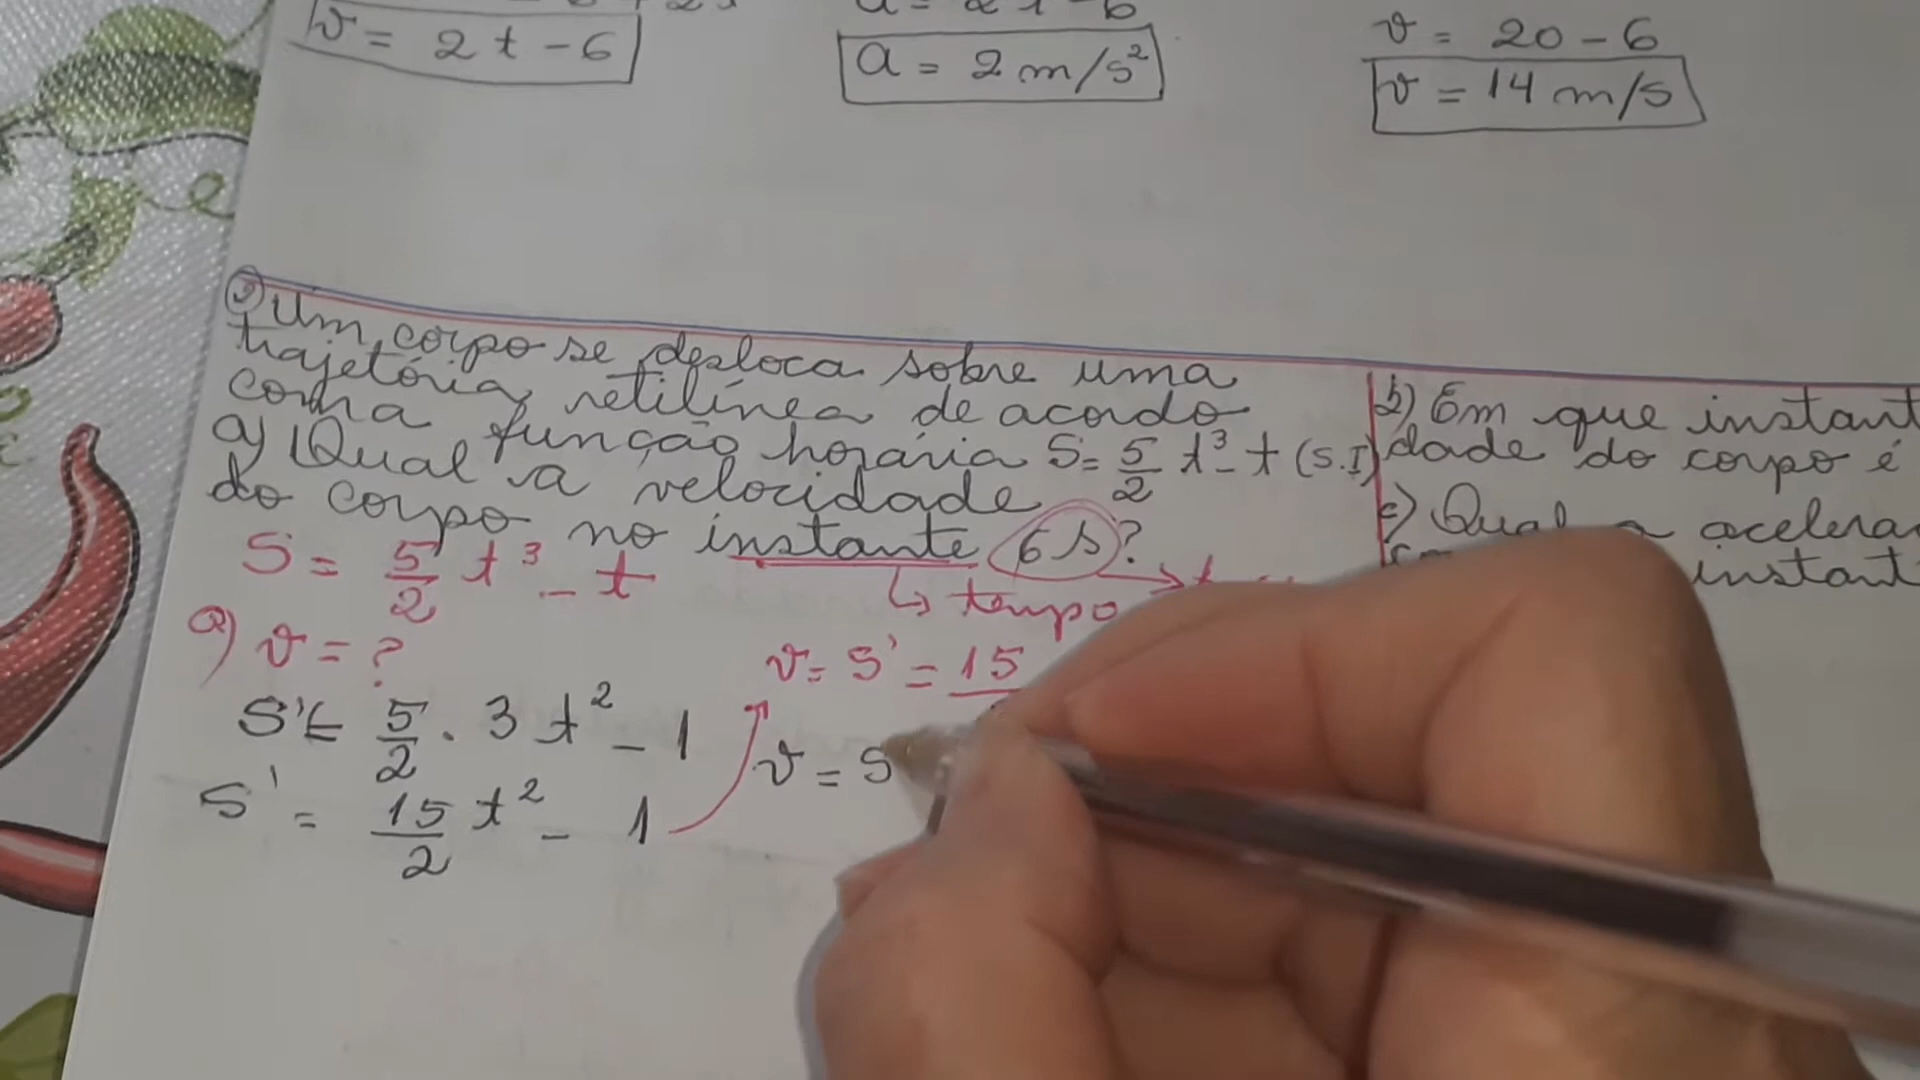 v = 2t - 6
a = 2 m/s²
v = 20 - 6
v = 14 m/s
Um corpo se desloca sobre uma
trajetória retilínea de acordo
com a função horária S = 5/2 t³ - t (S.I)
a) Qual a velocidade
do corpo no instante 6s?
↳ tempo → t
S = 5/2 t³ - t
a) v = ?
S' = 5/2 . 3t² - 1
S' = 15/2 t² - 1
v = S' = 15
v = S
b) Em que instant
dade do corpo é
c) Qual a acelera
instant